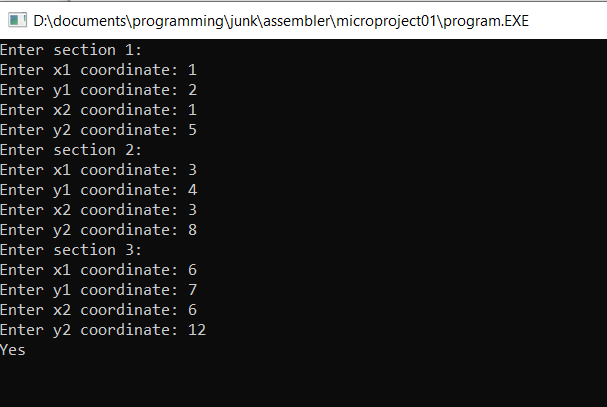 D:\documents\programming\junk\assembler\microproject01\program.EXE
Enter section 1:
Enter x1 coordinate: 1
Enter y1 coordinate: 2
Enter x2 coordinate: 1
Enter y2 coordinate: 5
Enter section 2:
Enter x1 coordinate: 3
Enter y1 coordinate: 4
Enter x2 coordinate: 3
Enter y2 coordinate: 8
Enter section 3:
Enter x1 coordinate: 6
Enter y1 coordinate: 7
Enter x2 coordinate: 6
Enter y2 coordinate: 12
Yes